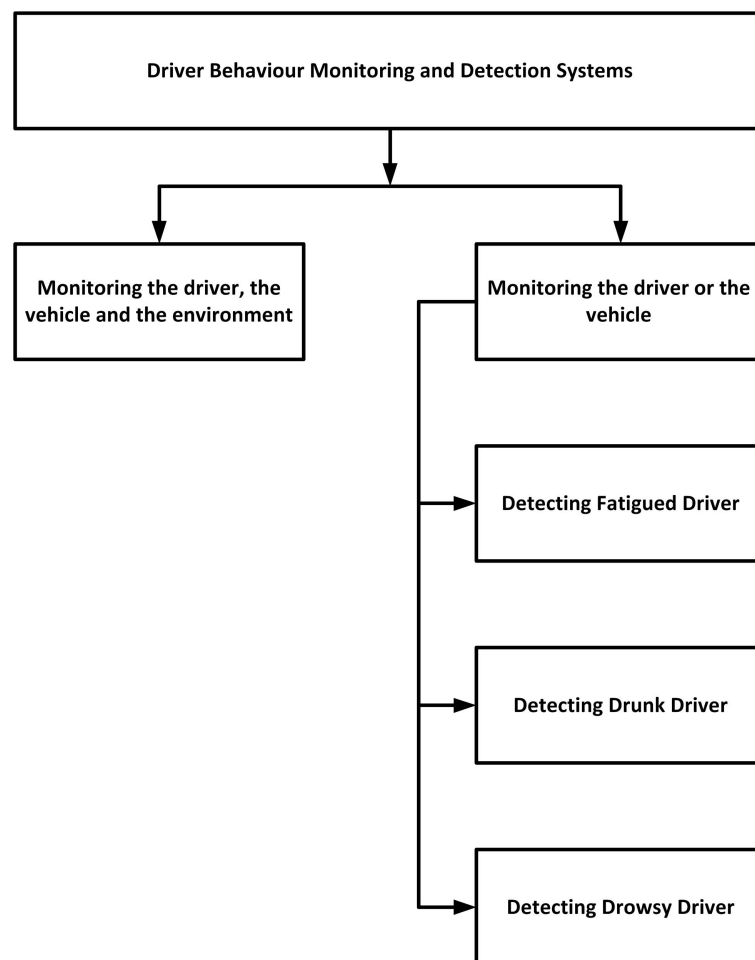 Driver Behaviour Monitoring and Detection Systems
Monitoring the driver, the
vehicle and the environment
Monitoring the driver or the
vehicle
Detecting Fatigued Driver
Detecting Drunk Driver
Detecting Drowsy Driver